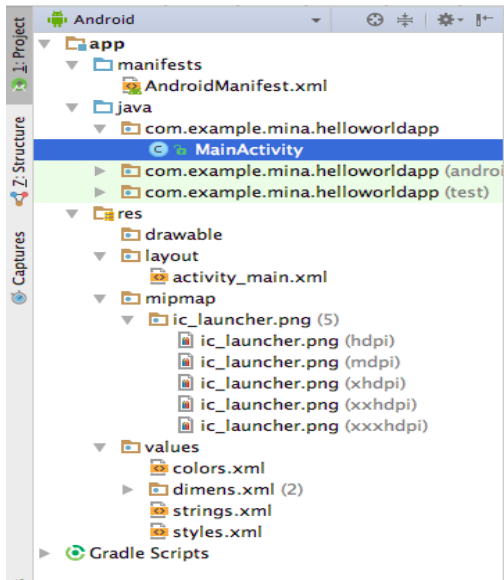 Android
1: Project
Z: Structure
Captures
app
manifests
AndroidManifest.xml
java
com.example.mina.helloworldapp
MainActivity
com.example.mina.helloworldapp (androi
com.example.mina.helloworldapp (test)
res
drawable
layout
activity_main.xml
mipmap
ic_launcher.png (5)
ic_launcher.png (hdpi)
ic_launcher.png (mdpi)
ic_launcher.png (xhdpi)
ic_launcher.png (xxhdpi)
ic_launcher.png (xxxhdpi)
values
colors.xml
dimens.xml (2)
strings.xml
styles.xml
Gradle Scripts